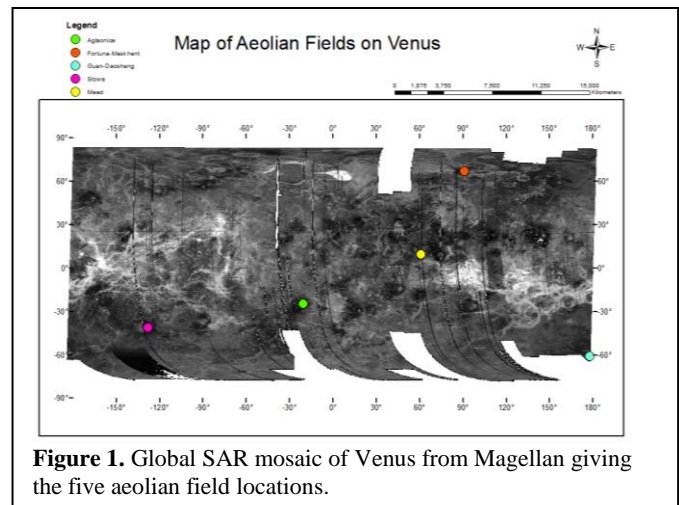 Legend
Aglaonice
Fortuna-Meskhent
Guan-Daosheng
Stowe
Mead
Map of Aeolian Fields on Venus
N
W E
S
0 1,875 3,750 7,500 11,250 15,000
Kilometers
-150° -120° -90° -60° -30° 0° 30° 60° 90° 120° 150° 180°
90° 90°
60° 60°
30° 30°
0° 0°
-30° -30°
-60° -60°
-90° -90°
-150° -120° -90° -60° -30° 0° 30° 60° 90° 120° 150° 180°
Figure 1. Global SAR mosaic of Venus from Magellan giving
the five aeolian field locations.